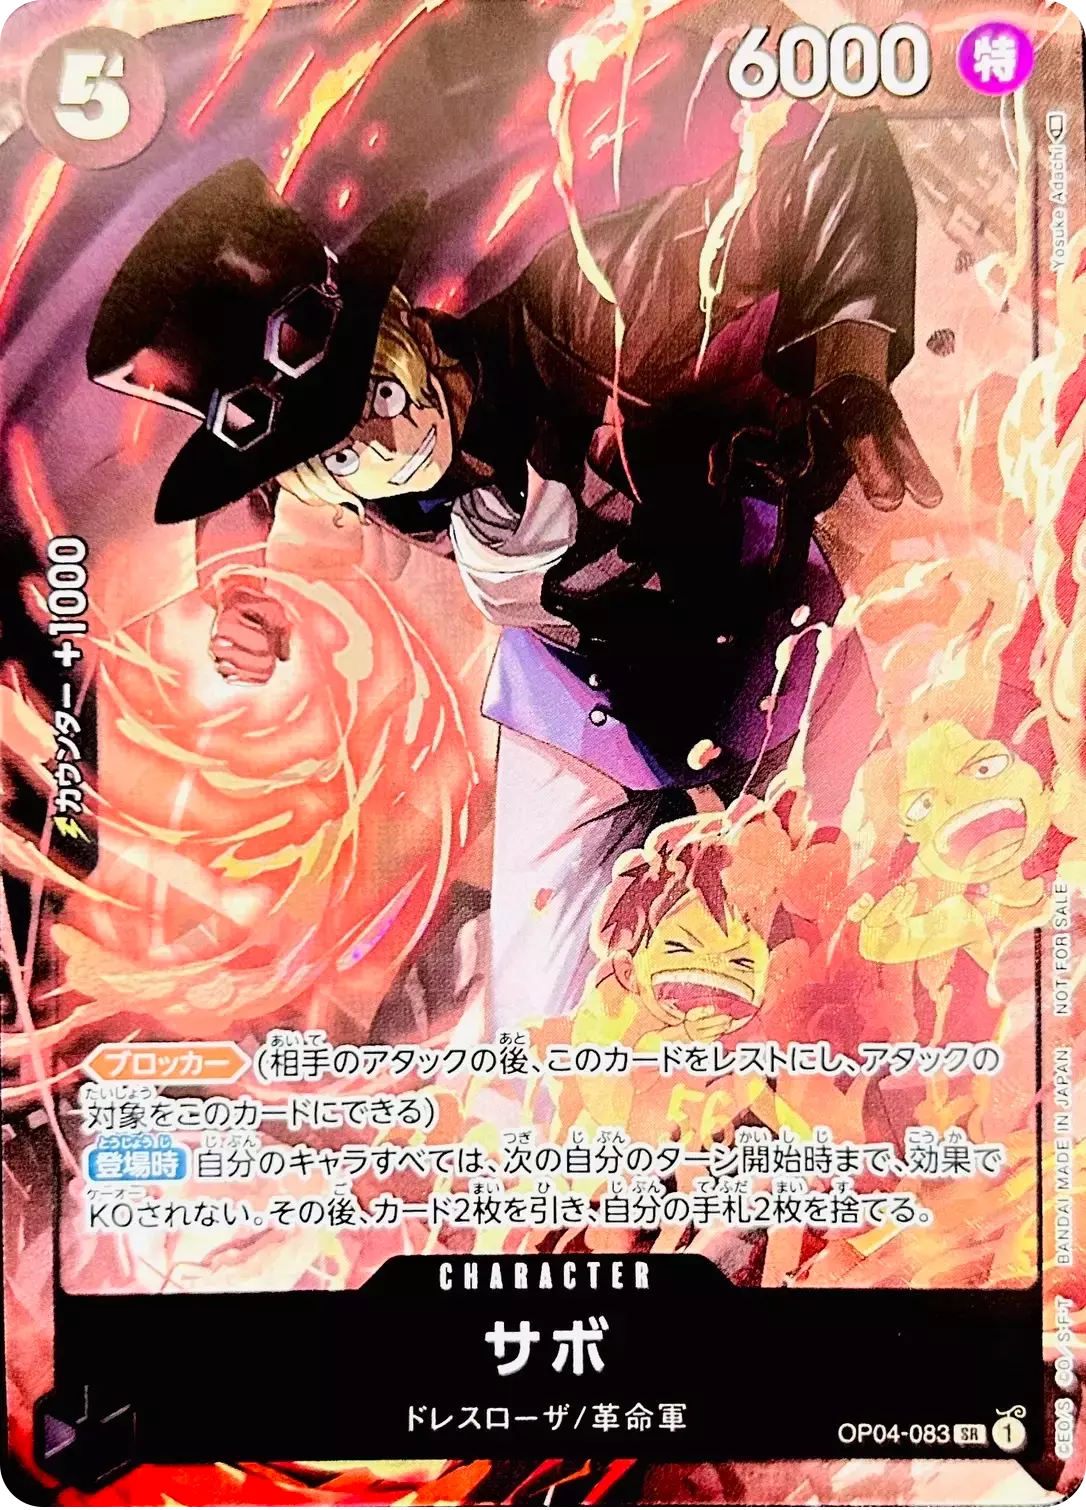 5
6000 特
Yosuke Adachi
カウンター +1000
ブロッカー (相手のアタックの後、このカードをレストにし、アタックの
対象をこのカードにできる)
登場時 自分のキャラすべては、次の自分のターン開始時まで、効果で
KOされない。その後、カード2枚を引き、自分の手札2枚を捨てる。
CHARACTER
サボ
ドレスローザ/革命軍
OP04-083 SR 1
56
©EO/S CO/S・F・T BANDAI MADE IN JAPAN NOT FOR SALE